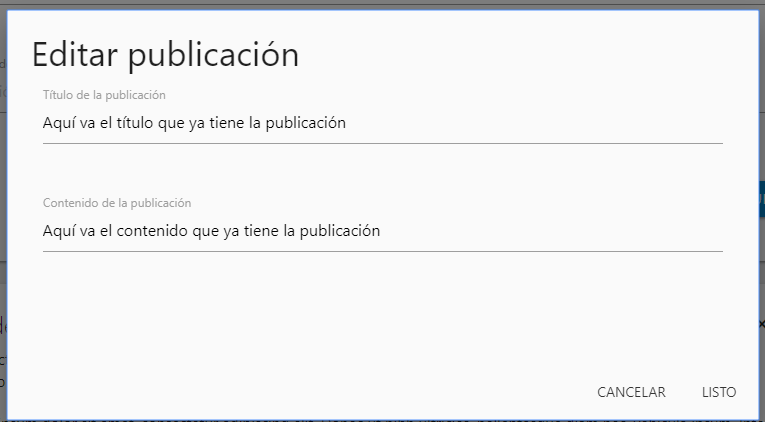 Editar publicación
Título de la publicación
Aquí va el título que ya tiene la publicación
Contenido de la publicación
Aquí va el contenido que ya tiene la publicación
CANCELAR LISTO